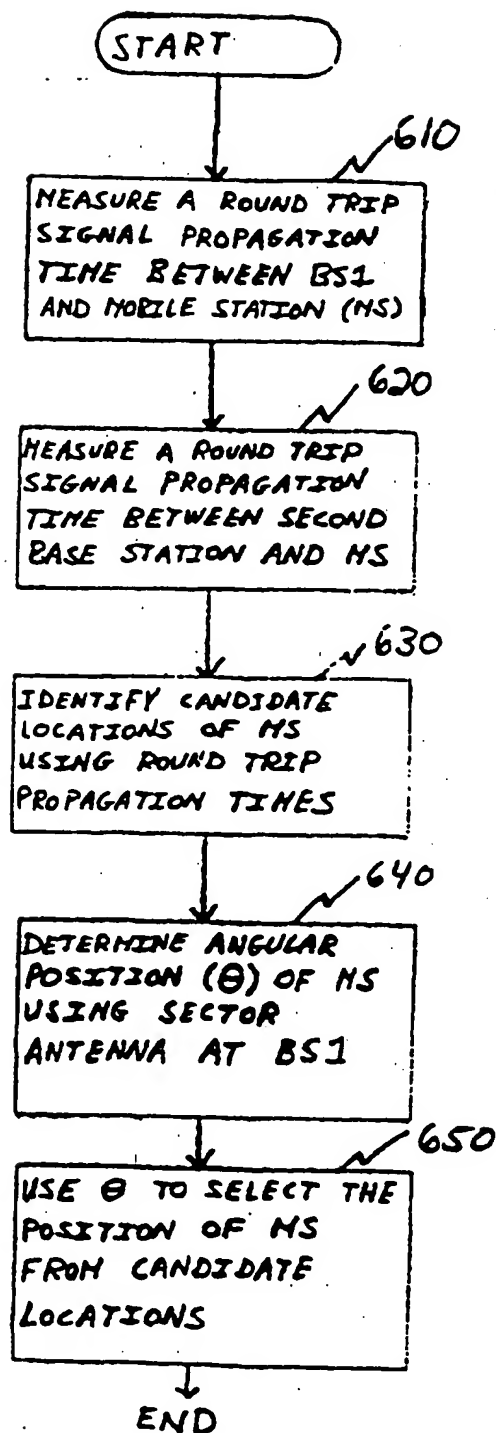 START
610
MEASURE A ROUND TRIP
SIGNAL PROPAGATION
TIME BETWEEN BS1
AND MOBILE STATION (MS)
620
MEASURE A ROUND TRIP
SIGNAL PROPAGATION
TIME BETWEEN SECOND
BASE STATION AND MS
630
IDENTIFY CANDIDATE
LOCATIONS OF MS
USING ROUND TRIP
PROPAGATION TIMES
640
DETERMINE ANGULAR
POSITION (θ) OF MS
USING SECTOR
ANTENNA AT BS1
650
USE θ TO SELECT THE
POSITION OF MS
FROM CANDIDATE
LOCATIONS
END